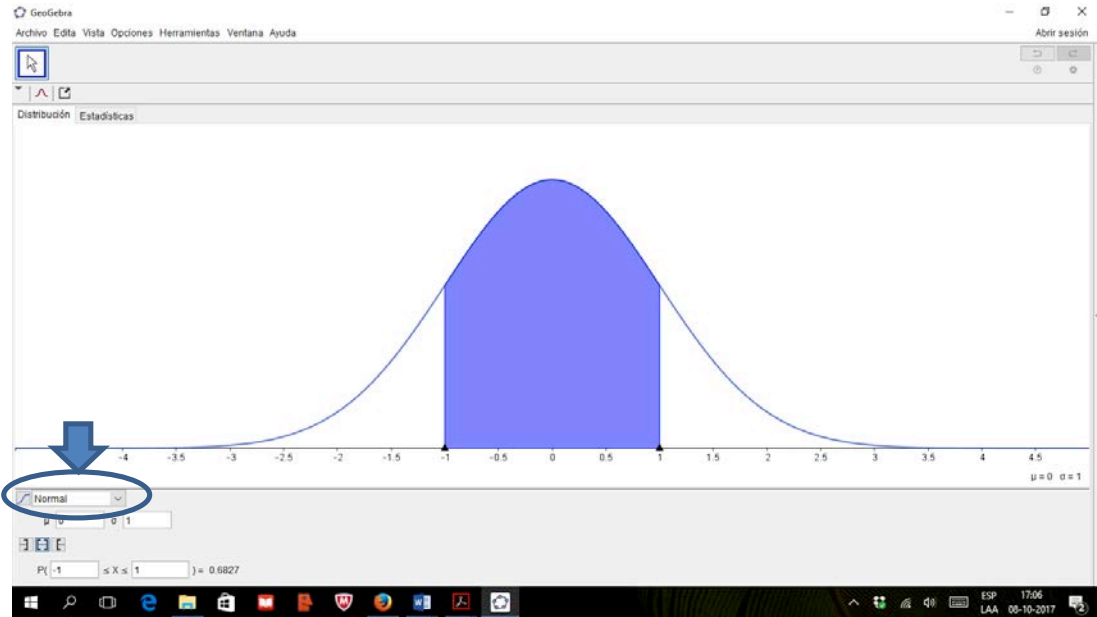 GeoGebra
Archivo Edita Vista Opciones Herramientas Ventana Ayuda
Abrir sesión
Distribución Estadísticas
-4 -3.5 -3 -2.5 -2 -1.5 -1 -0.5 0 0.5 1 1.5 2 2.5 3 3.5 4 4.5
μ = 0 σ = 1
Normal
μ 0 σ 1
P( -1 ≤ X ≤ 1 ) = 0.6827
ESP 17:06
LAA 08-10-2017